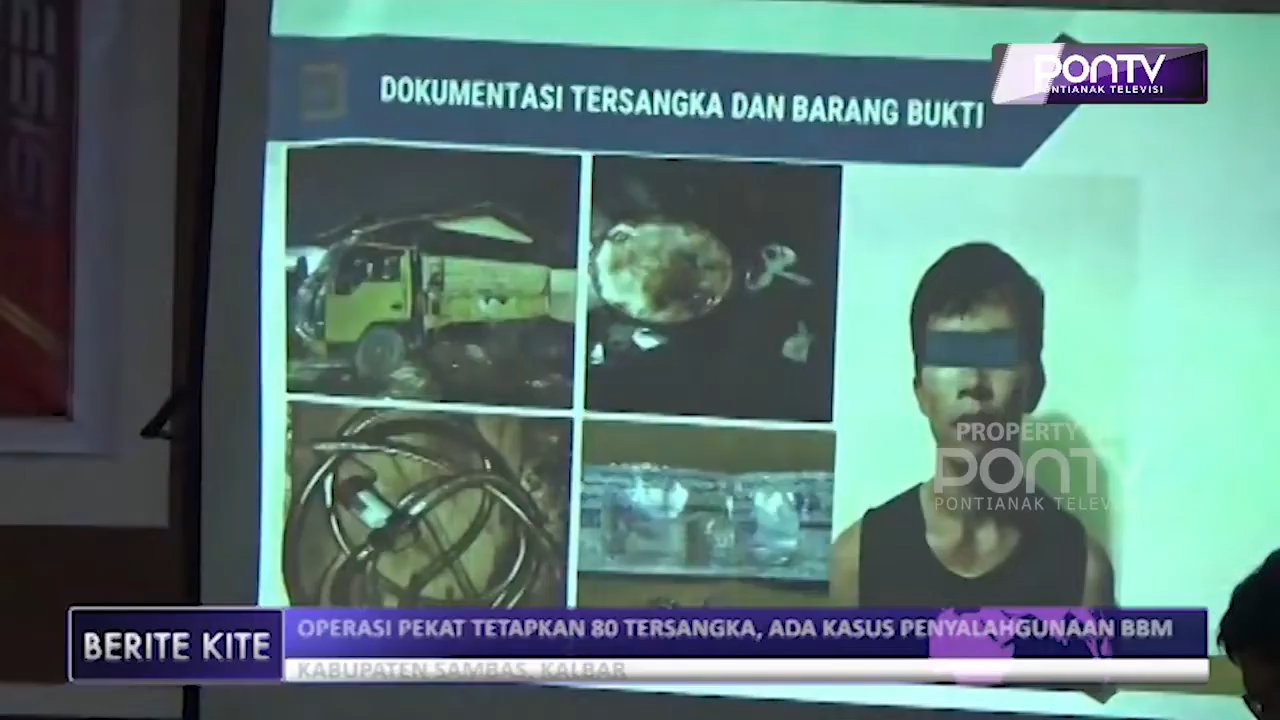 PONTV
PONTIANAK TELEVISI
DOKUMENTASI TERSANGKA DAN BARANG BUKTI
PROPERTY
PONTV
PONTIANAK TELEVISI
BERITE KITE
OPERASI PEKAT TETAPKAN 80 TERSANGKA, ADA KASUS PENYALAHGUNAAN BBM
KABUPATEN SAMBAS, KALBAR